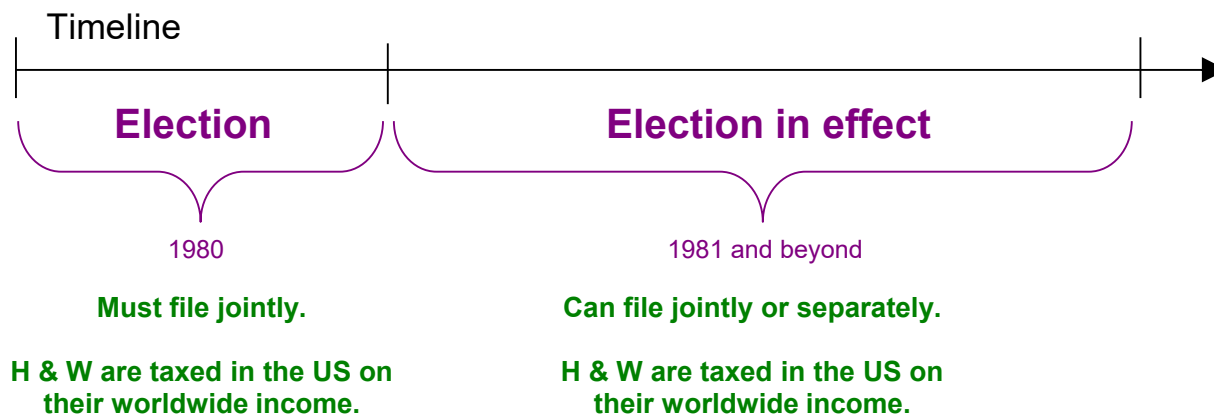 Timeline
Election
Election in effect
1980
1981 and beyond
Must file jointly.
Can file jointly or separately.
H & W are taxed in the US on
their worldwide income.
H & W are taxed in the US on
their worldwide income.